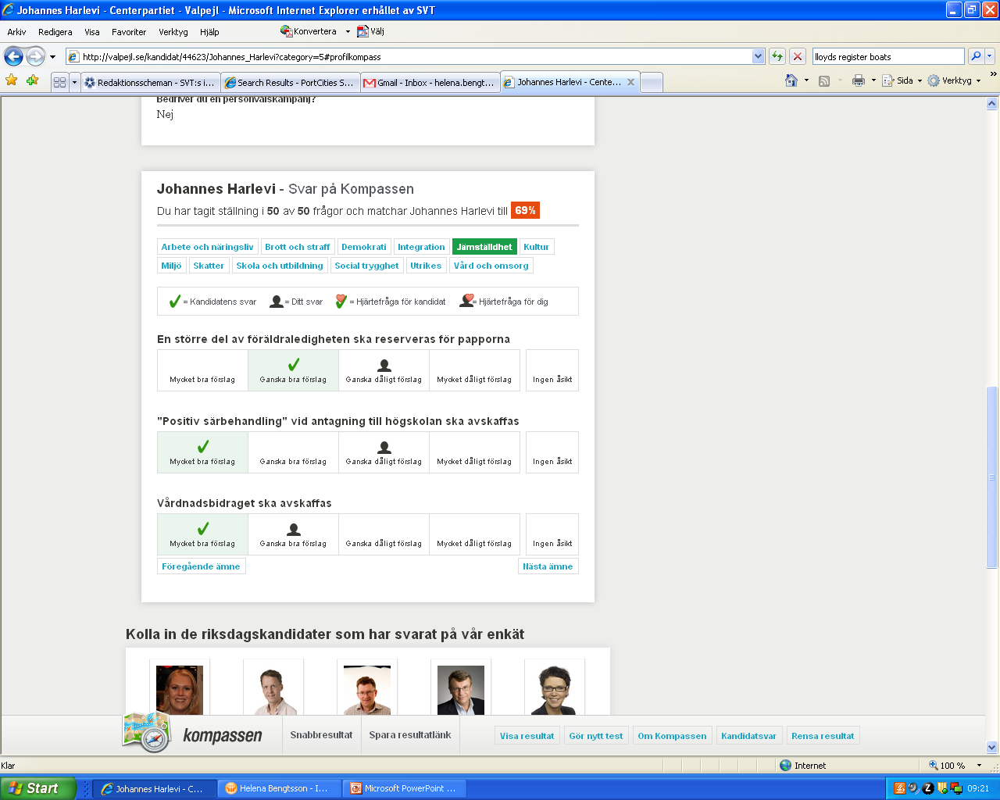 Johannes Harlevi - Centerpartiet - Valpejl - Microsoft Internet Explorer erhållet av SVT
Arkiv Redigera Visa Favoriter Verktyg Hjälp Konvertera Välj
http://valpejl.se/kandidat/44623/Johannes_Harlevi?category=5#profilkompass
lloyds register boats
Redaktionsscheman - SVT:s i... Search Results - PortCities S... Gmail - Inbox - helena.bengt... Johannes Harlevi - Cente... Sida Verktyg
Bedriver du en personvalskampanj?
Nej
Johannes Harlevi - Svar på Kompassen
Du har tagit ställning i 50 av 50 frågor och matchar Johannes Harlevi till 69%
Arbete och näringsliv Brott och straff Demokrati Integration Jämställdhet Kultur
Miljö Skatter Skola och utbildning Social trygghet Utrikes Vård och omsorg
= Kandidatens svar = Ditt svar = Hjärtefråga för kandidat = Hjärtefråga för dig
En större del av föräldraledigheten ska reserveras för papporna
Mycket bra förslag Ganska bra förslag Ganska dåligt förslag Mycket dåligt förslag Ingen åsikt
"Positiv särbehandling" vid antagning till högskolan ska avskaffas
Mycket bra förslag Ganska bra förslag Ganska dåligt förslag Mycket dåligt förslag Ingen åsikt
Vårdnadsbidraget ska avskaffas
Mycket bra förslag Ganska bra förslag Ganska dåligt förslag Mycket dåligt förslag Ingen åsikt
Föregående ämne Nästa ämne
Kolla in de riksdagskandidater som har svarat på vår enkät
kompassen Snabbresultat Spara resultatlänk Visa resultat Gör nytt test Om Kompassen Kandidatsvar Rensa resultat
Klar Internet 100 %
Start Johannes Harlevi - C... Helena Bengtsson - I... Microsoft PowerPoint ... 09:21